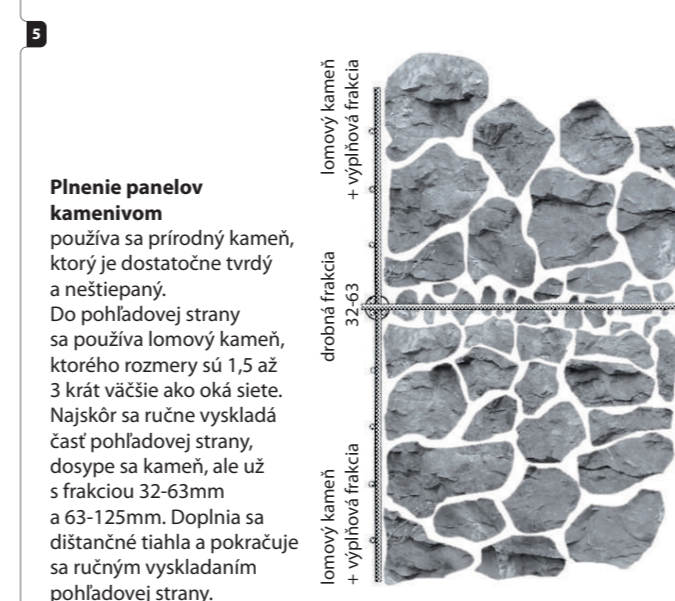 5
Plnenie panelov
kamenivom
používa sa prírodný kameň,
ktorý je dostatočne tvrdý
a neštiepaný.
Do pohľadovej strany
sa používa lomový kameň,
ktorého rozmery sú 1,5 až
3 krát väčšie ako oká siete.
Najskôr sa ručne vyskladá
časť pohľadovej strany,
dosype sa kameň, ale už
s frakciou 32-63mm
a 63-125mm. Doplnia sa
dištančné tiahla a pokračuje
sa ručným vyskladaním
pohľadovej strany.
lomový kameň
+ výplňová frakcia
drobná frakcia
32-63
lomový kameň
+ výplňová frakcia